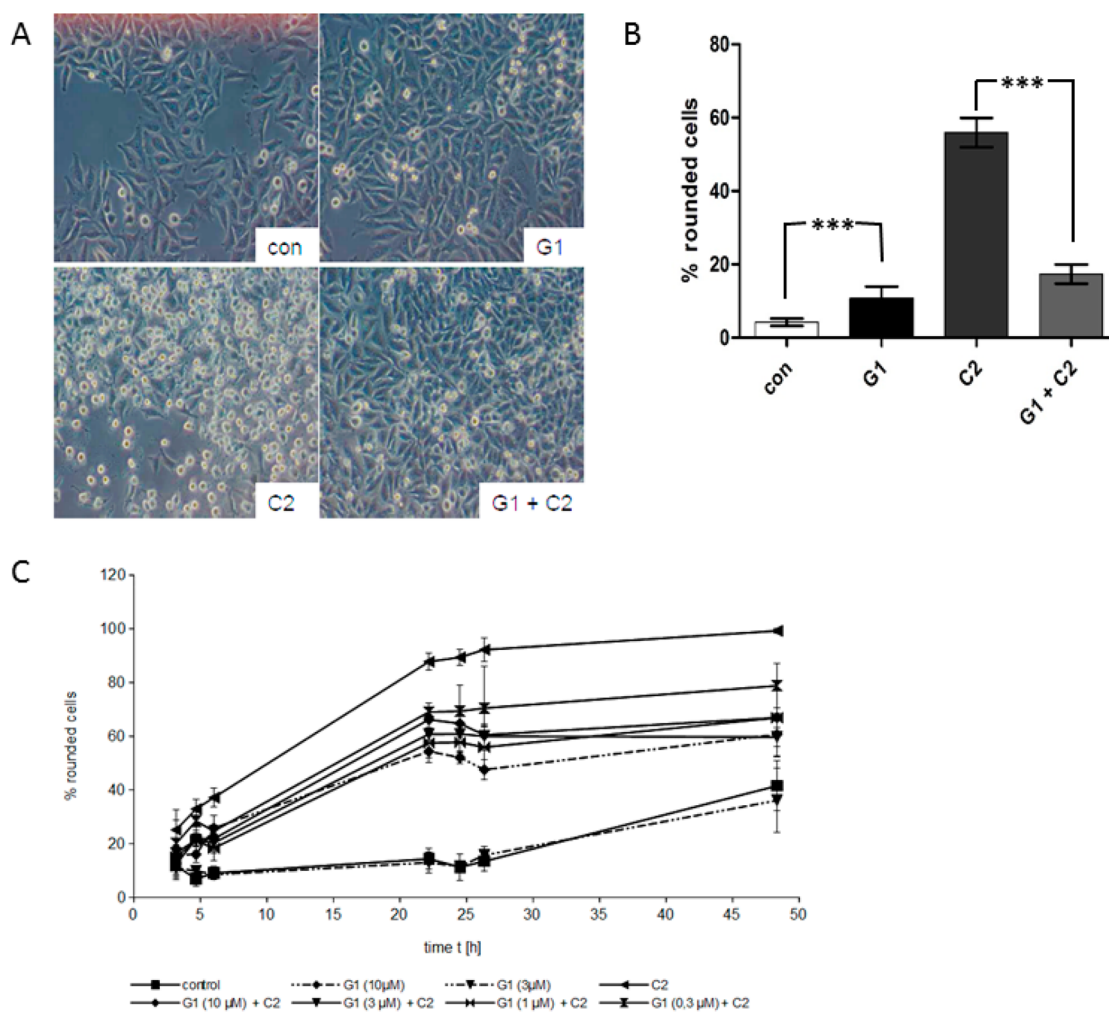 A
con
G1
C2
G1 + C2
B
% rounded cells
80
60
40
20
0
***
***
con
G1
C2
G1 + C2
C
% rounded cells
120
100
80
60
40
20
0
0 5 10 15 20 25 30 35 40 45 50
time t [h]
control G1 (10µM) G1 (3µM) C2
G1 (10 µM) + C2 G1 (3 µM) + C2 G1 (1 µM) + C2 G1 (0,3 µM) + C2